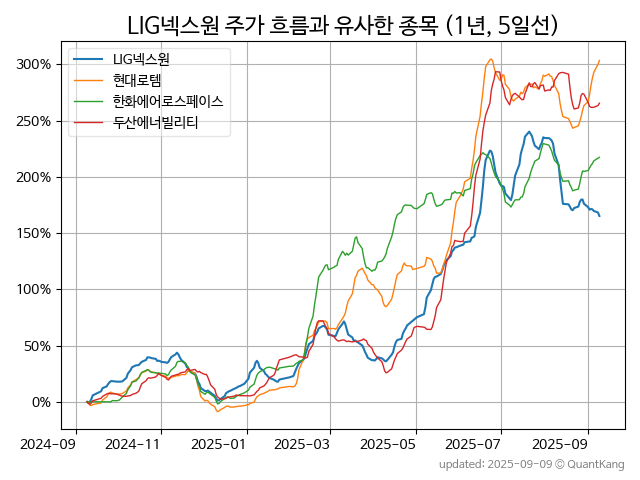 LIG넥스원 주가 흐름과 유사한 종목 (1년, 5일선)
LIG넥스원
현대로템
한화에어로스페이스
두산에너빌리티
300%
250%
200%
150%
100%
50%
0%
2024-09 2024-11 2025-01 2025-03 2025-05 2025-07 2025-09
updated: 2025-09-09 © QuantKang